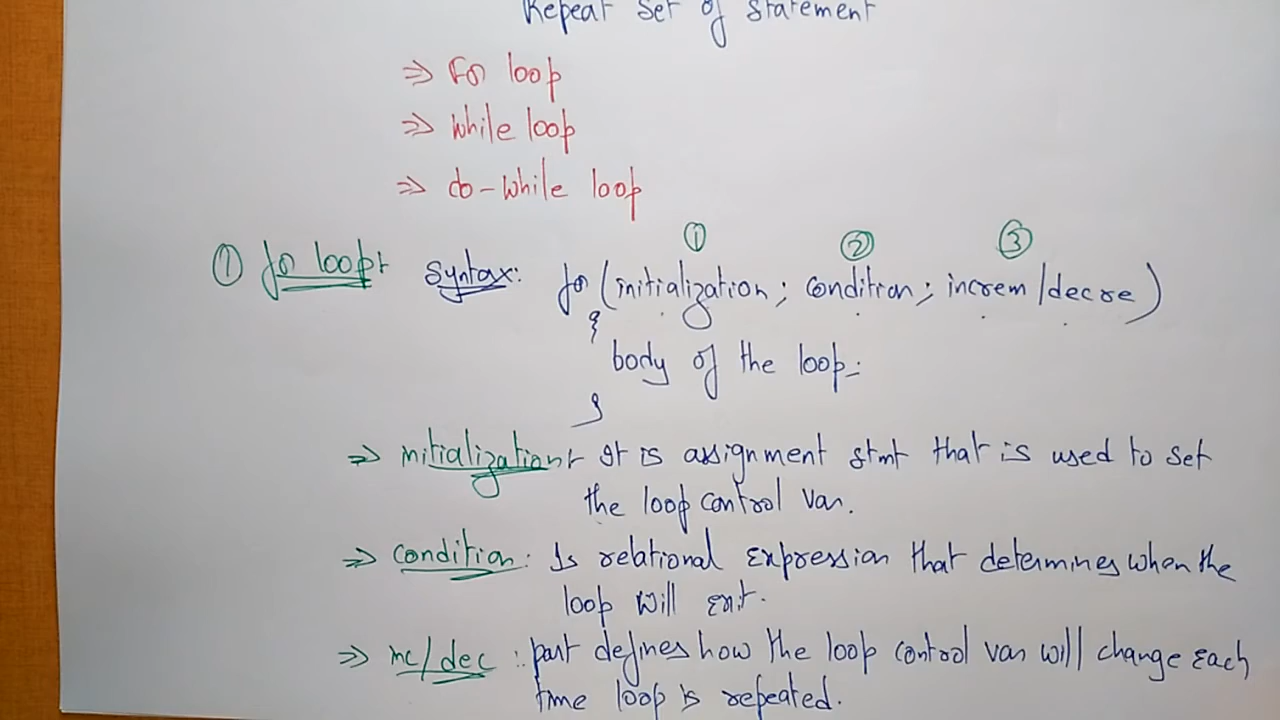 Repeat set of statement
⇒ For loop
⇒ while loop
⇒ do-while loop
① ② ③
① for loop: Syntax: for (initialization; condition; increm/decre)
{
body of the loop;
}
⇒ initialization: It is assignment stmt that is used to set
the loop control var.
⇒ condition: Is relational expression that determines when the
loop will exit.
⇒ inc/dec: part defines how the loop control var will change each
time loop is repeated.